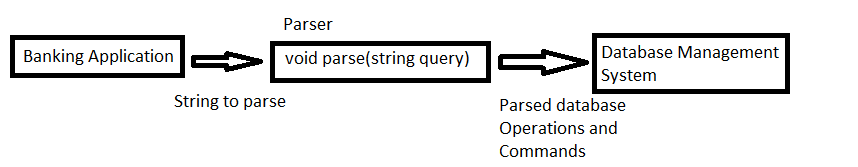 Parser
Banking Application
void parse(string query)
Database Management
System
String to parse
Parsed database
Operations and
Commands